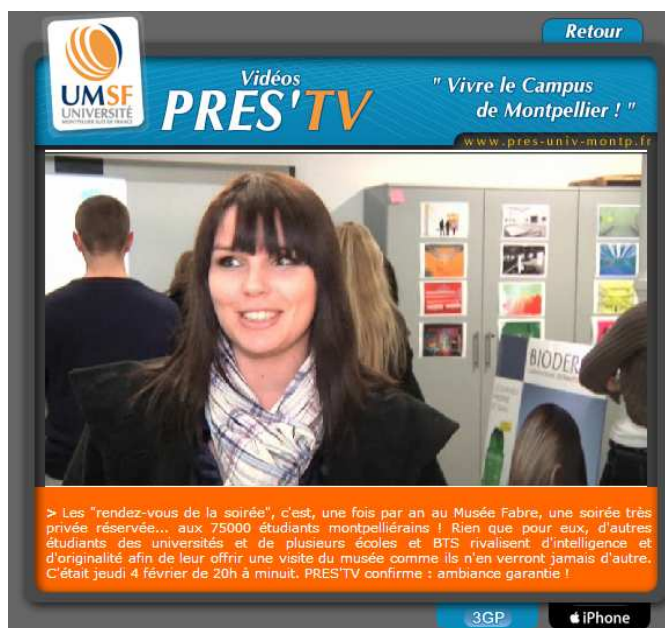 Retour
UMSF
UNIVERSITÉ
MONTPELLIER SUD DE FRANCE
Vidéos
PRES'TV
" Vivre le Campus
de Montpellier ! "
www.pres-univ-montp.fr
BIODER
> Les "rendez-vous de la soirée", c'est, une fois par an au Musée Fabre, une soirée très
privée réservée... aux 75000 étudiants montpelliérains ! Rien que pour eux, d'autres
étudiants des universités et de plusieurs écoles et BTS rivalisent d'intelligence et
d'originalité afin de leur offrir une visite du musée comme ils n'en verront jamais d'autre.
C'était jeudi 4 février de 20h à minuit. PRES'TV confirme : ambiance garantie !
3GP
iPhone